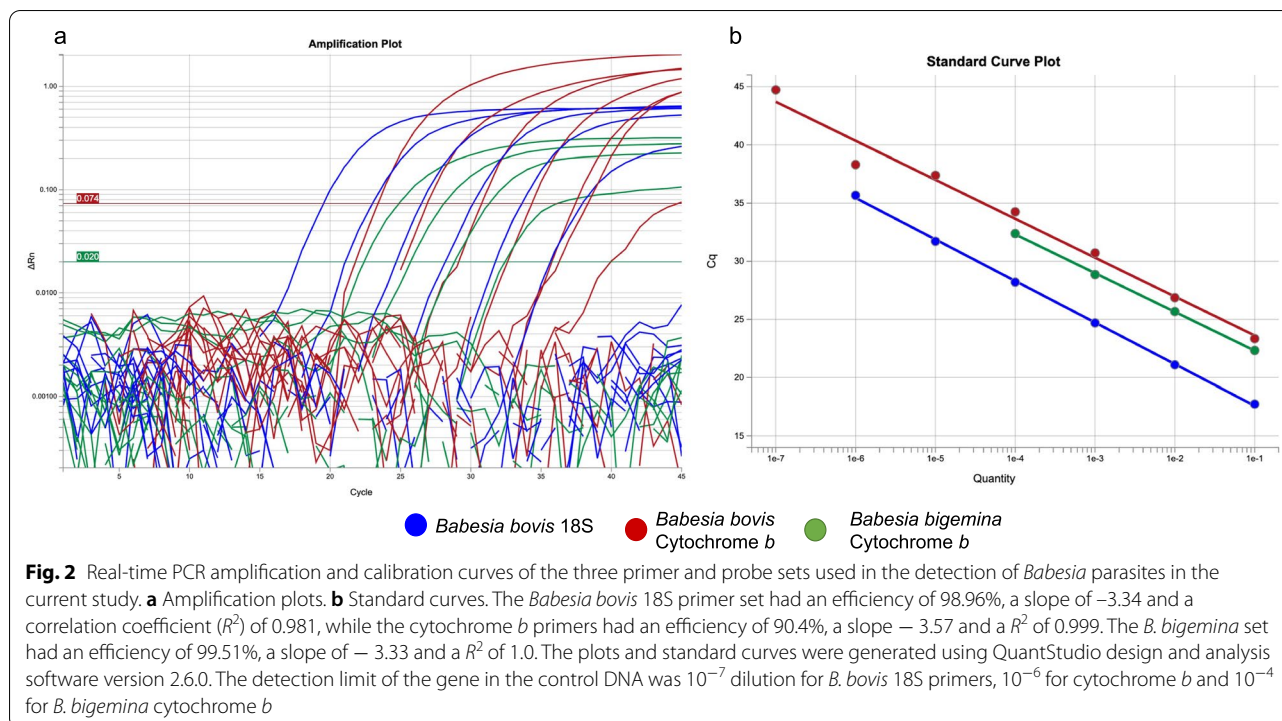 a
Amplification Plot
1.00
0.100
0.0100
0.00100
0.074
0.020
ΔRn
5 10 15 20 25 30 35 40 45
Cycle
b
Standard Curve Plot
45
40
35
30
25
20
15
Cq
1e-7 1e-6 1e-5 1e-4 1e-3 1e-2 1e-1
Quantity
Babesia bovis 18S
Babesia bovis
Cytochrome b
Babesia bigemina
Cytochrome b
Fig. 2 Real-time PCR amplification and calibration curves of the three primer and probe sets used in the detection of Babesia parasites in the
current study. a Amplification plots. b Standard curves. The Babesia bovis 18S primer set had an efficiency of 98.96%, a slope of –3.34 and a
correlation coefficient (R²) of 0.981, while the cytochrome b primers had an efficiency of 90.4%, a slope − 3.57 and a R² of 0.999. The B. bigemina set
had an efficiency of 99.51%, a slope of − 3.33 and a R² of 1.0. The plots and standard curves were generated using QuantStudio design and analysis
software version 2.6.0. The detection limit of the gene in the control DNA was 10⁻⁷ dilution for B. bovis 18S primers, 10⁻⁶ for cytochrome b and 10⁻⁴
for B. bigemina cytochrome b